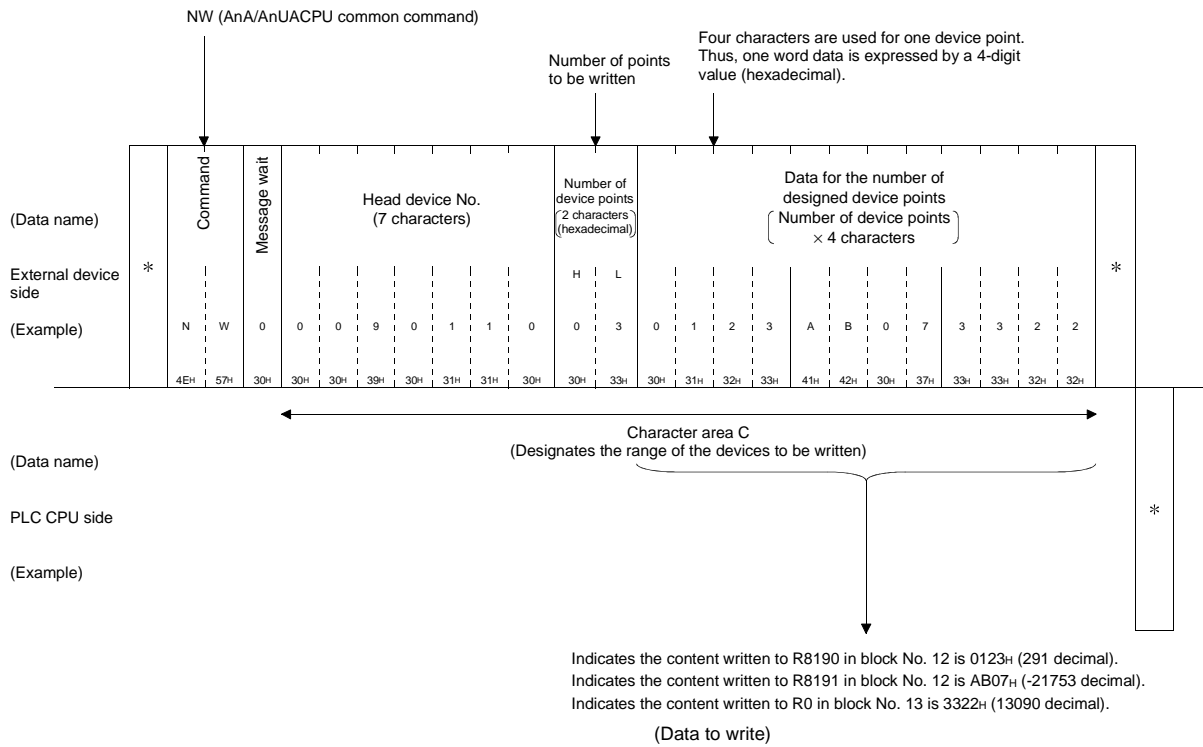 NW (AnA/AnUACPU common command)
Number of points
to be written
Four characters are used for one device point.
Thus, one word data is expressed by a 4-digit
value (hexadecimal).
(Data name)
Command
Message wait
Head device No.
(7 characters)
Number of
device points
2 characters
(hexadecimal)
Data for the number of
designed device points
Number of device points
× 4 characters
External device
side
*
H L
*
(Example)
N W 0 0 0 9 0 1 1 0 0 3 0 1 2 3 A B 0 7 3 3 2 2
4EH 57H 30H 30H 30H 39H 30H 31H 31H 30H 30H 33H 30H 31H 32H 33H 41H 42H 30H 37H 33H 33H 32H 32H
Character area C
(Designates the range of the devices to be written)
(Data name)
PLC CPU side
*
(Example)
Indicates the content written to R8190 in block No. 12 is 0123H (291 decimal).
Indicates the content written to R8191 in block No. 12 is AB07H (-21753 decimal).
Indicates the content written to R0 in block No. 13 is 3322H (13090 decimal).
(Data to write)